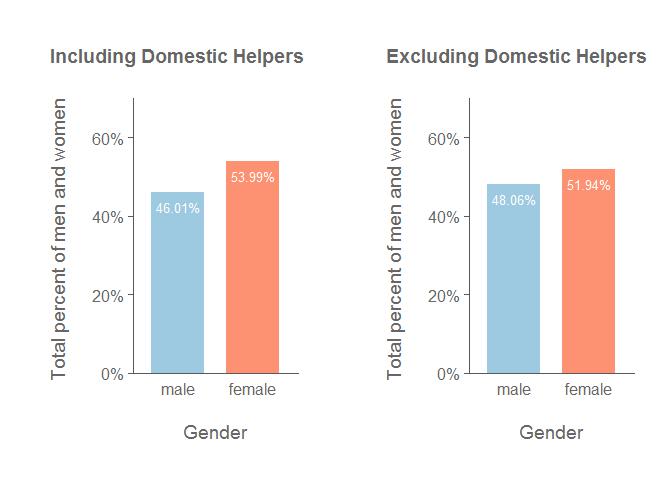 Including Domestic Helpers
Total percent of men and women
60%
40%
20%
0%
46.01%
53.99%
male
female
Gender
Excluding Domestic Helpers
Total percent of men and women
60%
40%
20%
0%
48.06%
51.94%
male
female
Gender